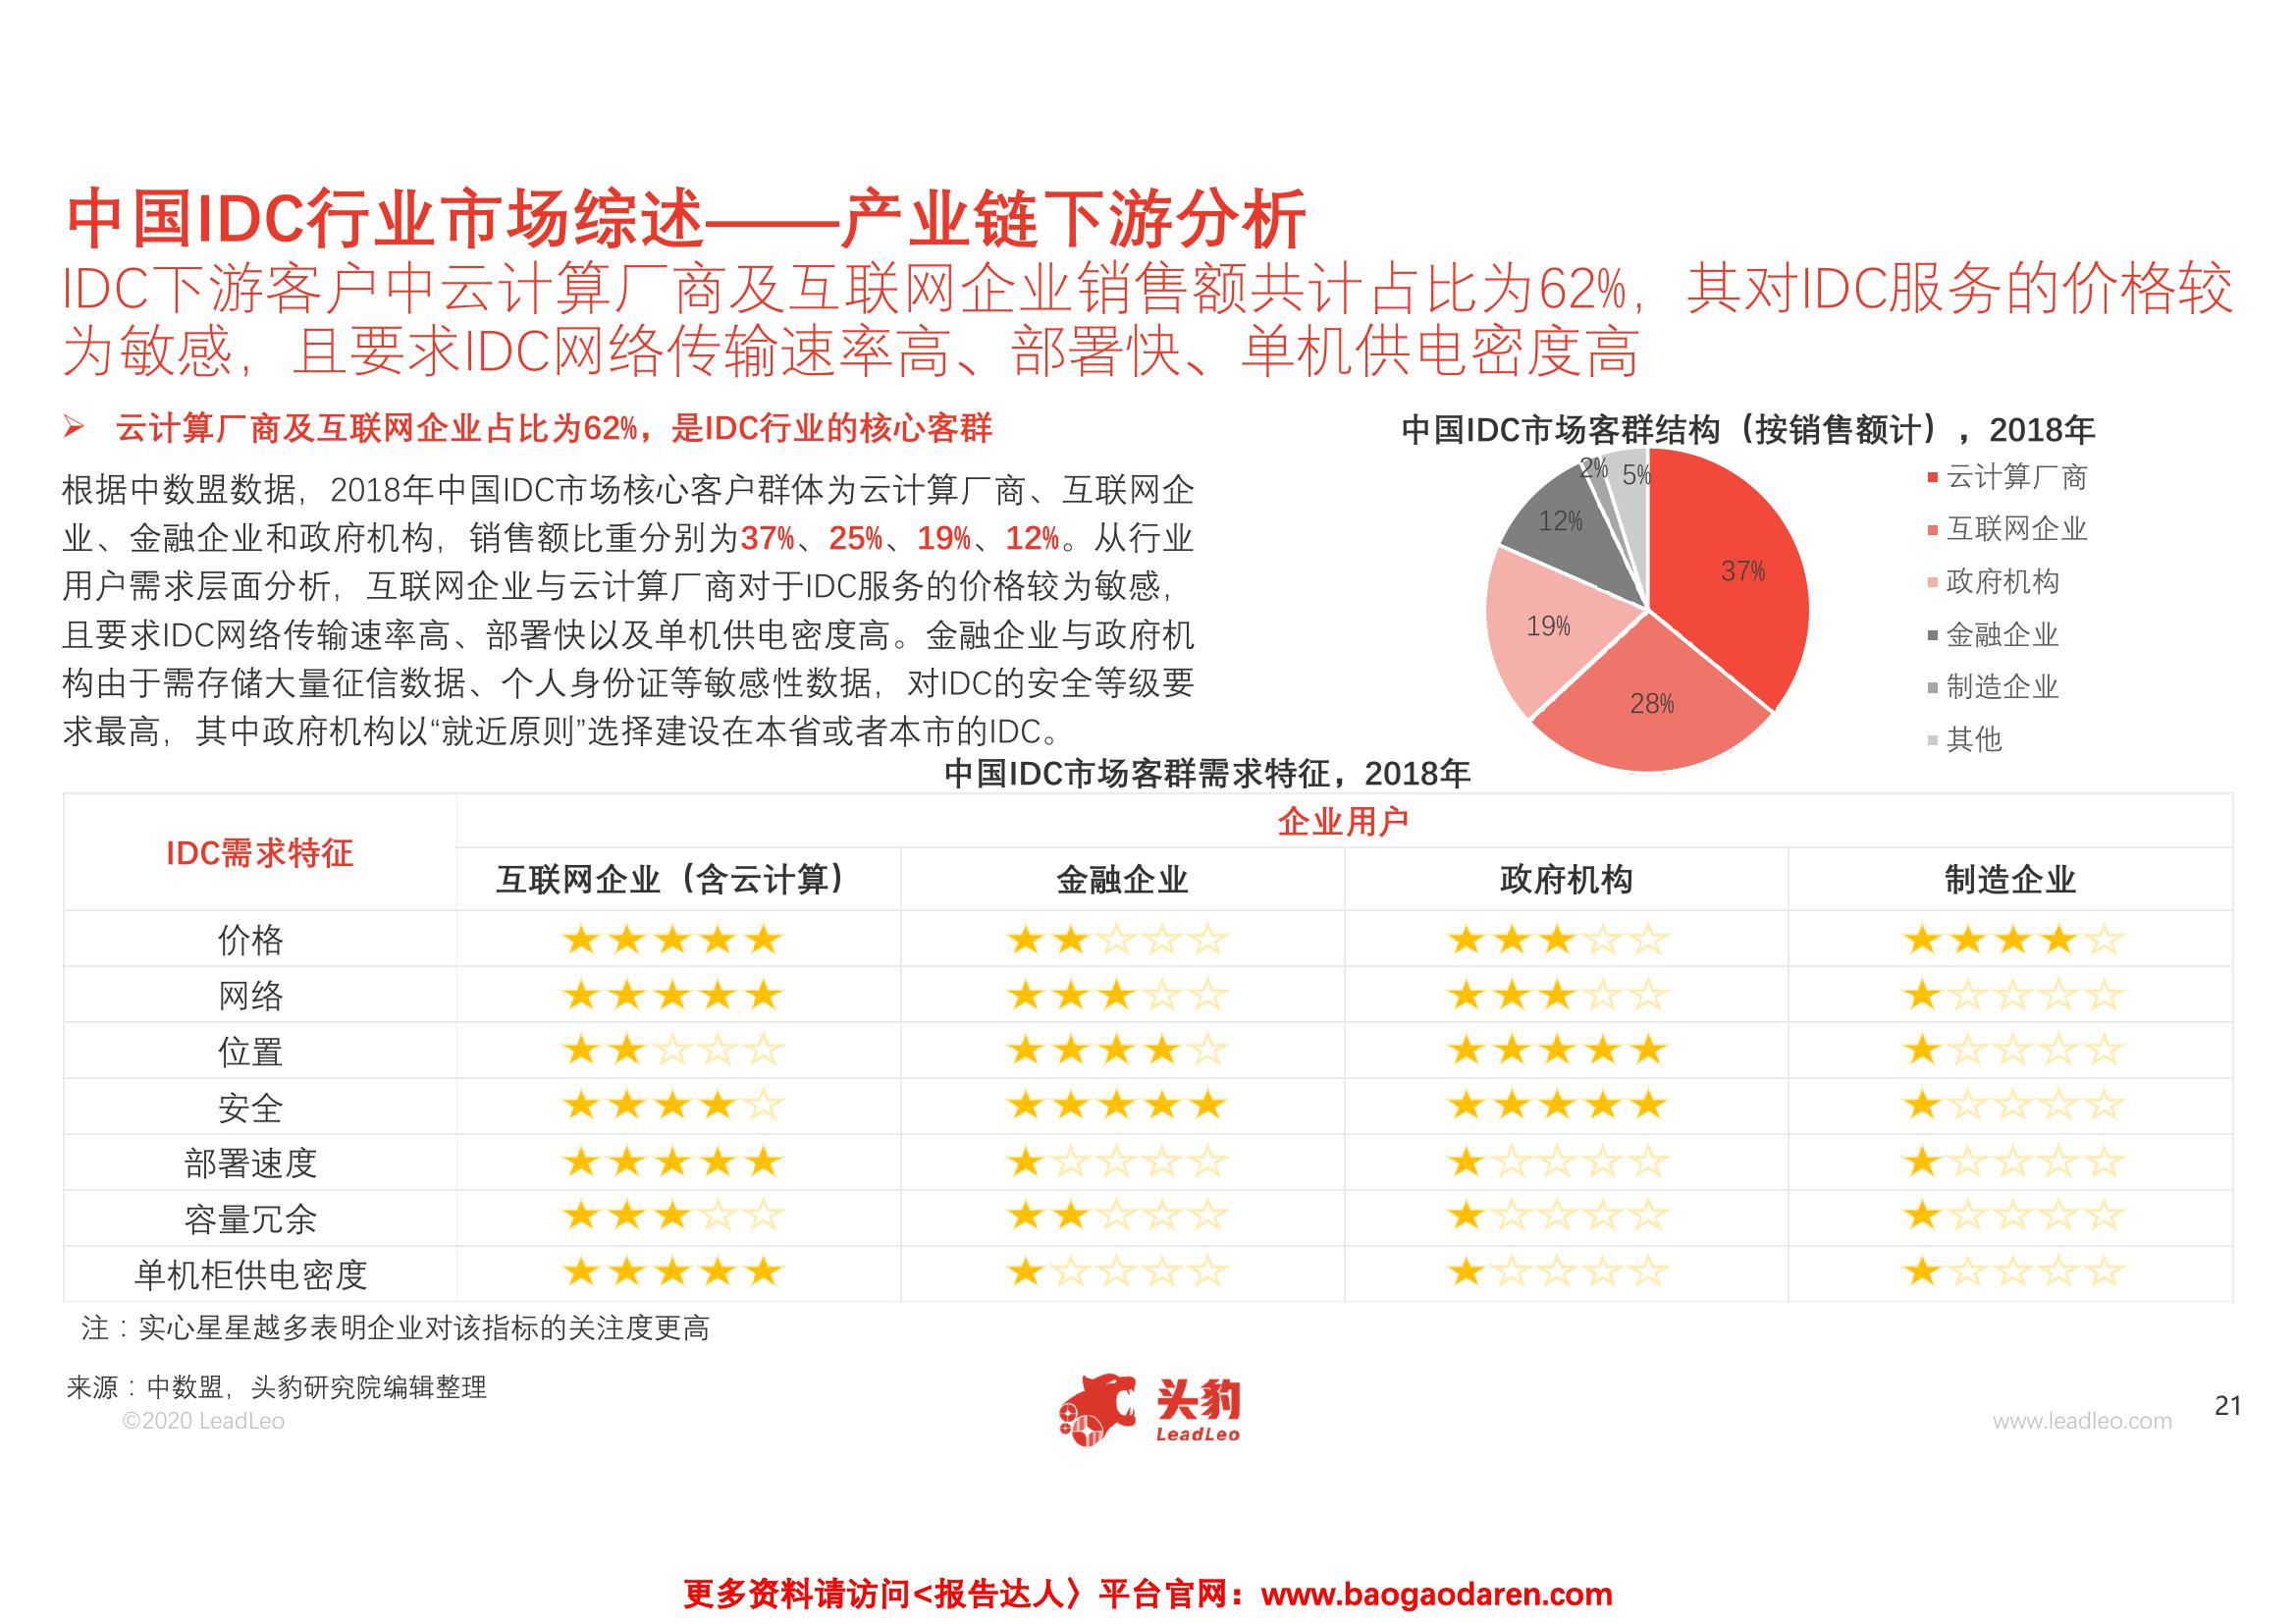 中国IDC行业市场综述——产业链下游分析
IDC下游客户中云计算厂商及互联网企业销售额共计占比为62%，其对IDC服务的价格较
为敏感，且要求IDC网络传输速率高、部署快、单机供电密度高
➢ 云计算厂商及互联网企业占比为62%，是IDC行业的核心客群
根据中数盟数据，2018年中国IDC市场核心客户群体为云计算厂商、互联网企
业、金融企业和政府机构，销售额比重分别为37%、25%、19%、12%。从行业
用户需求层面分析，互联网企业与云计算厂商对于IDC服务的价格较为敏感，
且要求IDC网络传输速率高、部署快以及单机供电密度高。金融企业与政府机
构由于需存储大量征信数据、个人身份证等敏感性数据，对IDC的安全等级要
求最高，其中政府机构以“就近原则”选择建设在本省或者本市的IDC。
中国IDC市场客群结构（按销售额计），2018年
2%
5%
12%
37%
19%
28%
云计算厂商
互联网企业
政府机构
金融企业
制造企业
其他
中国IDC市场客群需求特征，2018年
IDC需求特征
企业用户
互联网企业（含云计算） 金融企业 政府机构 制造企业
价格 ★★★★★ ★★☆☆☆ ★★★☆☆ ★★★★☆
网络 ★★★★★ ★★★☆☆ ★★★☆☆ ★☆☆☆☆
位置 ★★☆☆☆ ★★★★☆ ★★★★★ ★☆☆☆☆
安全 ★★★★☆ ★★★★★ ★★★★★ ★☆☆☆☆
部署速度 ★★★★★ ★☆☆☆☆ ★☆☆☆☆ ★☆☆☆☆
容量冗余 ★★★☆☆ ★★☆☆☆ ★☆☆☆☆ ★☆☆☆☆
单机柜供电密度 ★★★★★ ★☆☆☆☆ ★☆☆☆☆ ★☆☆☆☆
注：实心星星越多表明企业对该指标的关注度更高
来源：中数盟，头豹研究院编辑整理
©2020 LeadLeo
头豹
LeadLeo
www.leadleo.com
21
更多资料请访问<报告达人〉平台官网：www.baogaodaren.com